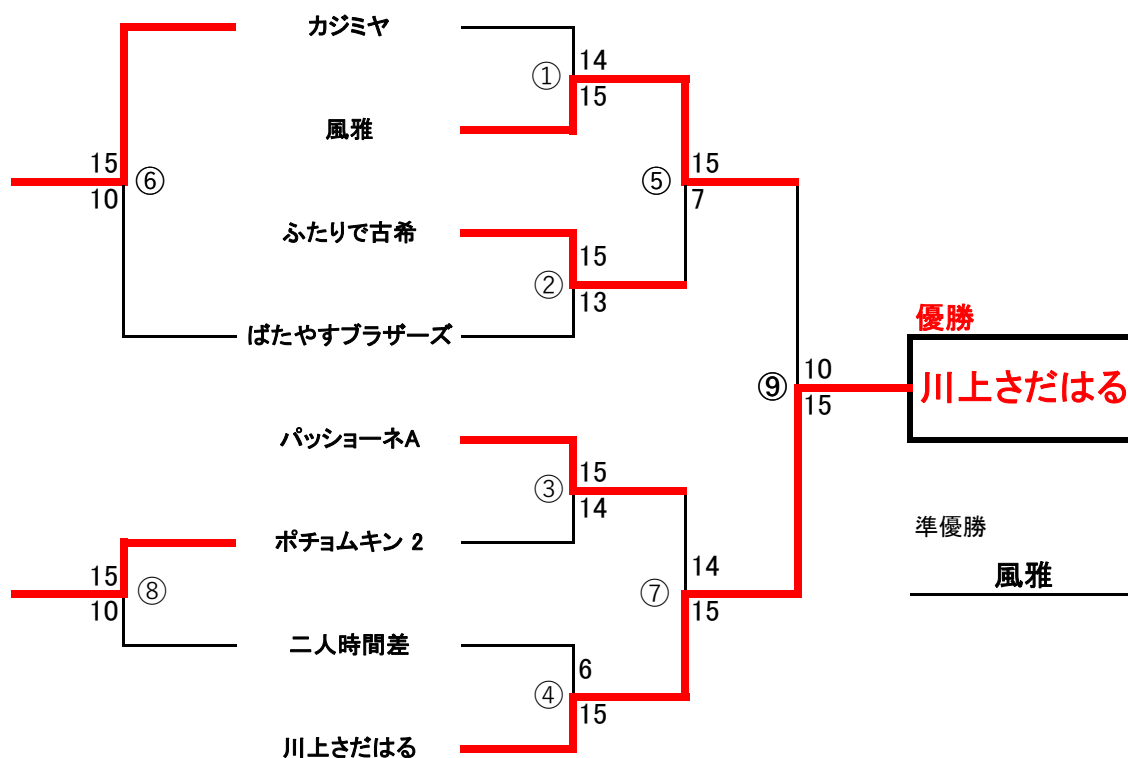 カジミヤ
14
①
15
風雅
15
⑥
10
15
⑤
7
ふたりで古希
15
②
13
ばたやすブラザーズ
優勝
川上さだはる
10
⑨
15
パッショーネA
15
③
14
ポチョムキン 2
準優勝
風雅
15
⑧
10
14
⑦
15
二人時間差
6
④
15
川上さだはる